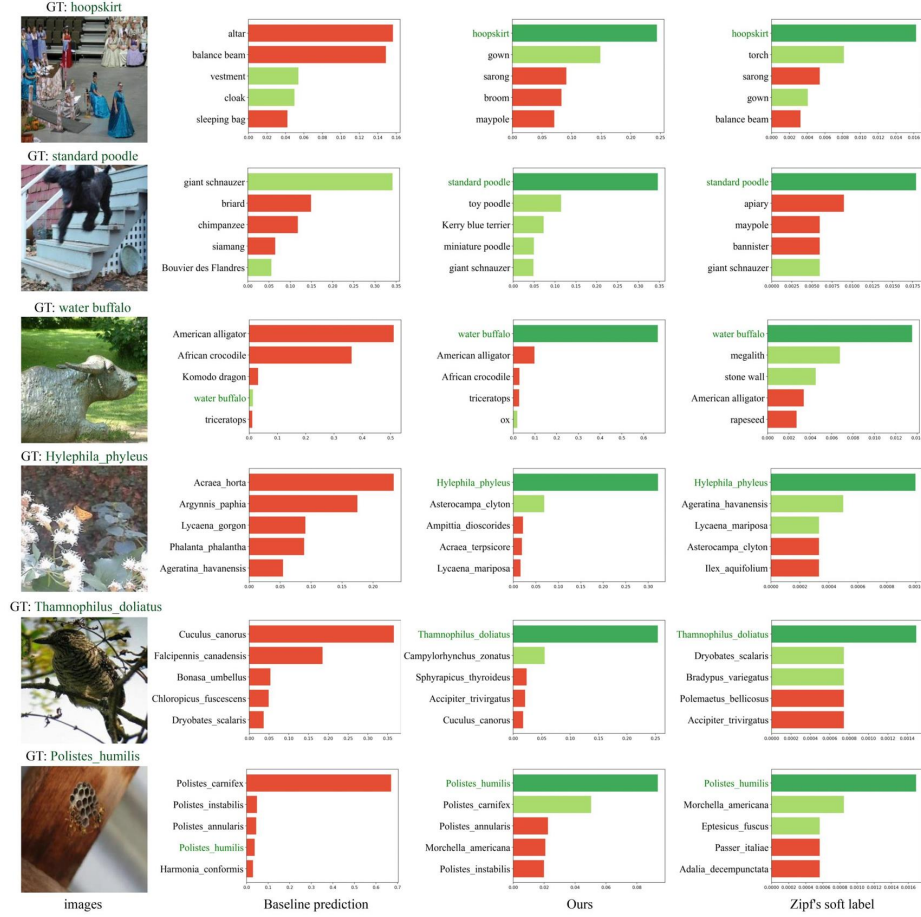 GT: hoopskirt
altar
balance beam
vestment
cloak
sleeping bag
0.00 0.02 0.04 0.06 0.08 0.10 0.12 0.14 0.16
hoopskirt
gown
sarong
broom
maypole
0.00 0.05 0.10 0.15 0.20 0.25
hoopskirt
torch
sarong
gown
balance beam
0.000 0.002 0.004 0.006 0.008 0.010 0.012 0.014 0.016
GT: standard poodle
giant schnauzer
briard
chimpanzee
siamang
Bouvier des Flandres
0.00 0.05 0.10 0.15 0.20 0.25 0.30 0.35
standard poodle
toy poodle
Kerry blue terrier
miniature poodle
giant schnauzer
0.00 0.05 0.10 0.15 0.20 0.25 0.30 0.35
standard poodle
apiary
maypole
bannister
giant schnauzer
0.0000 0.0025 0.0050 0.0075 0.0100 0.0125 0.0150 0.0175
GT: water buffalo
American alligator
African crocodile
Komodo dragon
water buffalo
triceratops
0.0 0.1 0.2 0.3 0.4 0.5
water buffalo
American alligator
African crocodile
triceratops
ox
0.0 0.1 0.2 0.3 0.4 0.5 0.6
water buffalo
megalith
stone wall
American alligator
rapeseed
0.000 0.002 0.004 0.006 0.008 0.010 0.012 0.014
GT: Hylephila_phyleus
Acraea_horta
Argynnis_paphia
Lycaena_gorgon
Phalanta_phalantha
Ageratina_havanensis
0.00 0.05 0.10 0.15 0.20
Hylephila_phyleus
Asterocampa_clyton
Ampittia_dioscorides
Acraea_terpsicore
Lycaena_mariposa
0.00 0.05 0.10 0.15 0.20 0.25 0.30
Hylephila_phyleus
Ageratina_havanensis
Lycaena_mariposa
Asterocampa_clyton
Ilex_aquifolium
0.0000 0.0002 0.0004 0.0006 0.0008 0.001
GT: Thamnophilus_doliatus
Cuculus_canorus
Falcipennis_canadensis
Bonasa_umbellus
Chloropicus_fuscescens
Dryobates_scalaris
0.00 0.05 0.10 0.15 0.20 0.25 0.30 0.35
Thamnophilus_doliatus
Campylorhynchus_zonatus
Sphyrapicus_thyroideus
Accipiter_trivirgatus
Cuculus_canorus
0.00 0.05 0.10 0.15 0.20 0.25
Thamnophilus_doliatus
Dryobates_scalaris
Bradypus_variegatus
Polemaetus_bellicosus
Accipiter_trivirgatus
0.0000 0.0002 0.0004 0.0006 0.0008 0.0010 0.0012 0.0014
GT: Polistes_humilis
Polistes_carnifex
Polistes_instabilis
Polistes_annularis
Polistes_humilis
Harmonia_conformis
0.0 0.1 0.2 0.3 0.4 0.5 0.6 0.7
Polistes_humilis
Polistes_carnifex
Polistes_annularis
Morchella_americana
Polistes_instabilis
0.00 0.02 0.04 0.06 0.08
Polistes_humilis
Morchella_americana
Eptesicus_fuscus
Passer_italiae
Adalia_decempunctata
0.0000 0.0002 0.0004 0.0006 0.0008 0.0010 0.0012 0.0014
images
Baseline prediction
Ours
Zipf's soft label